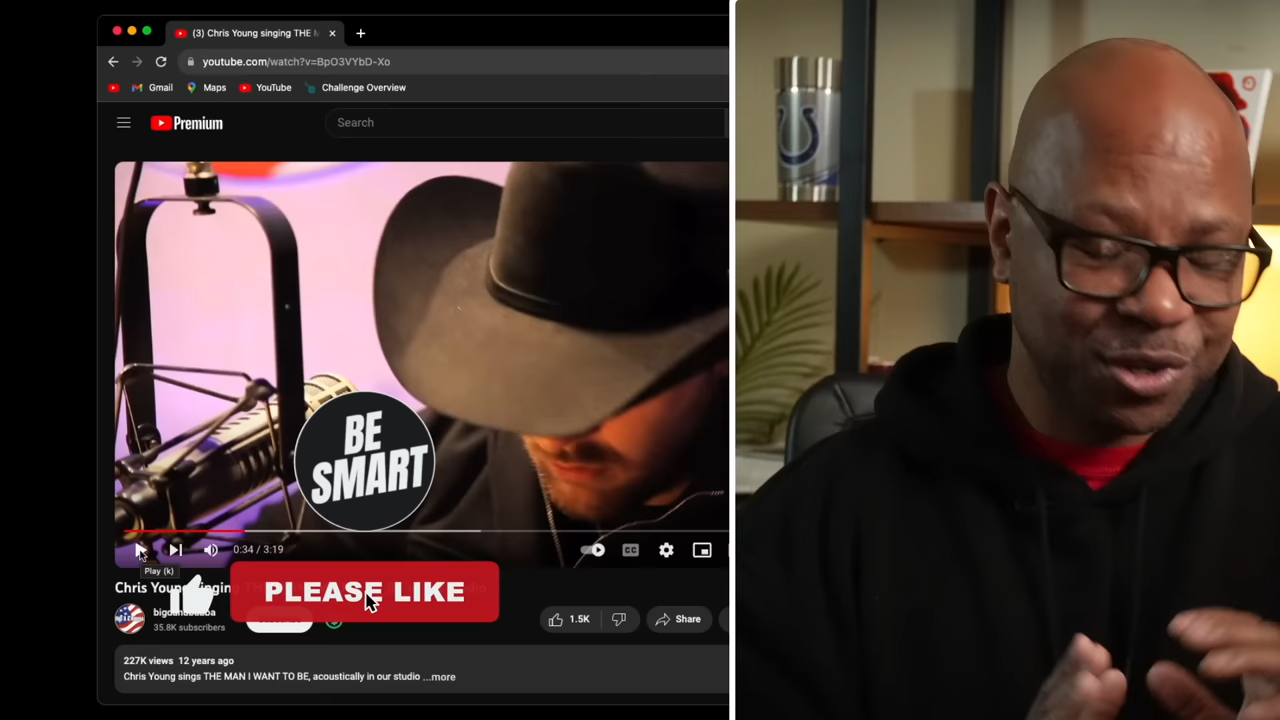 (3) Chris Young singing THE M
youtube.com/watch?v=BpO3VYbD-Xo
Gmail
Maps
YouTube
Challenge Overview
Premium
Search
BE
SMART
0:34 / 3:19
CC
Play (k)
Chris Young singing
PLEASE LIKE
35.8K subscribers
1.5K
Share
227K views 12 years ago
Chris Young sings THE MAN I WANT TO BE, acoustically in our studio ...more